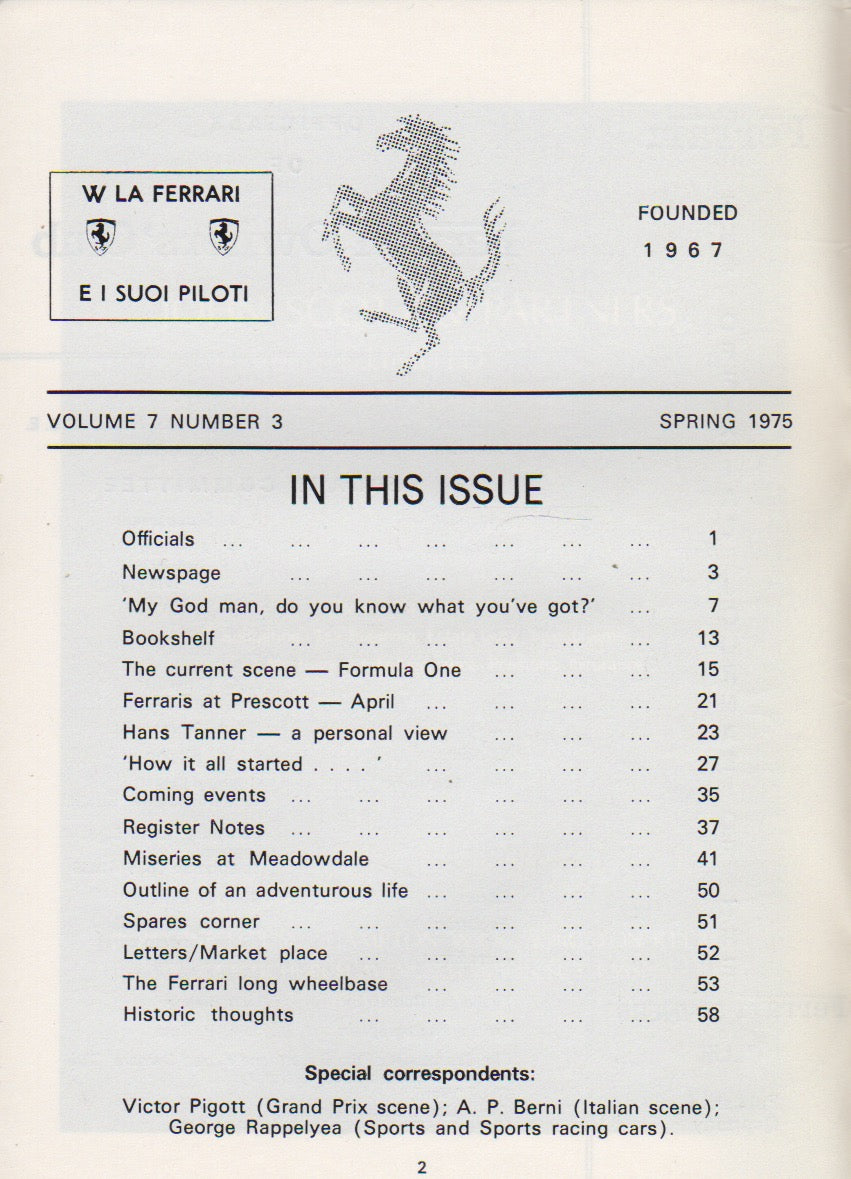 W LA FERRARI
E I SUOI PILOTI
FOUNDED
1967
VOLUME 7 NUMBER 3 SPRING 1975
IN THIS ISSUE
Officials ... ... ... ... ... ... ... 1
Newspage ... ... ... ... ... ... 3
'My God man, do you know what you've got?' ... 7
Bookshelf ... ... ... ... ... ... 13
The current scene — Formula One ... ... ... 15
Ferraris at Prescott — April ... ... ... ... 21
Hans Tanner — a personal view ... ... ... 23
'How it all started . . . . ' ... ... ... ... 27
Coming events ... ... ... ... ... ... 35
Register Notes ... ... ... ... ... ... 37
Miseries at Meadowdale ... ... ... ... 41
Outline of an adventurous life ... ... ... ... 50
Spares corner ... ... ... ... ... ... 51
Letters/Market place ... ... ... ... ... 52
The Ferrari long wheelbase ... ... ... ... 53
Historic thoughts ... ... ... ... ... 58
Special correspondents:
Victor Pigott (Grand Prix scene); A. P. Berni (Italian scene);
George Rappelyea (Sports and Sports racing cars).
2